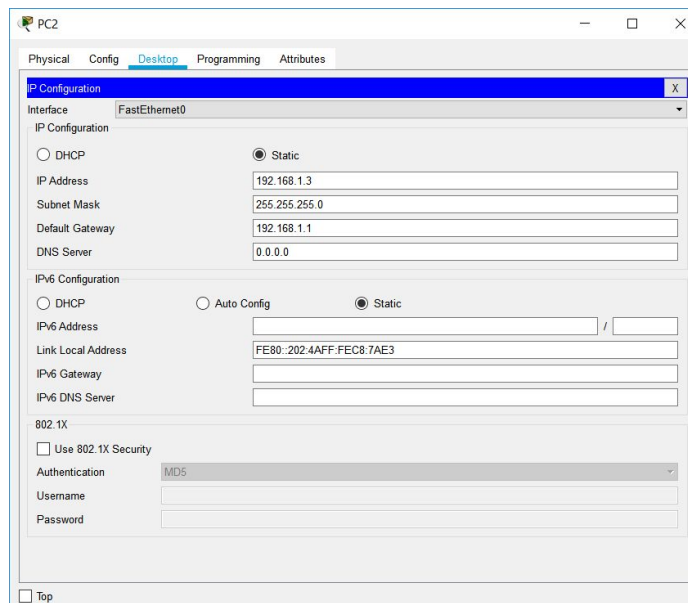 PC2
Physical Config Desktop Programming Attributes
IP Configuration X
Interface FastEthernet0
IP Configuration
DHCP Static
IP Address 192.168.1.3
Subnet Mask 255.255.255.0
Default Gateway 192.168.1.1
DNS Server 0.0.0.0
IPv6 Configuration
DHCP Auto Config Static
IPv6 Address /
Link Local Address FE80::202:4AFF:FEC8:7AE3
IPv6 Gateway
IPv6 DNS Server
802.1X
Use 802.1X Security
Authentication MD5
Username
Password
Top